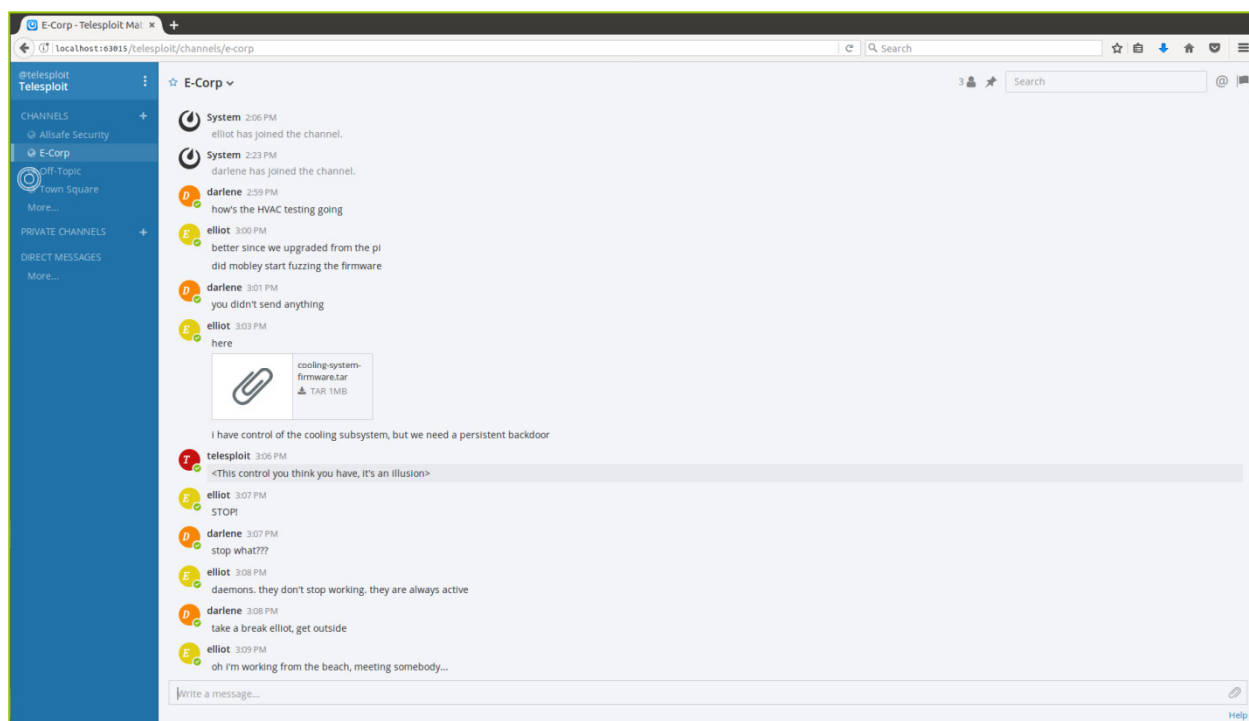 E-Corp - Telesploit Mat
localhost:63015/telesploit/channels/e-corp
Search
@telesploit
Telesploit
E-Corp
3
Search
CHANNELS
Allsafe Security
E-Corp
Off-Topic
Town Square
More...
PRIVATE CHANNELS
DIRECT MESSAGES
More...
System 2:06 PM
elliot has joined the channel.
System 2:23 PM
darlene has joined the channel.
D darlene 2:59 PM
how's the HVAC testing going
E elliot 3:00 PM
better since we upgraded from the pi
did mobley start fuzzing the firmware
D darlene 3:01 PM
you didn't send anything
E elliot 3:03 PM
here
cooling-system-
firmware.tar
TAR 1MB
i have control of the cooling subsystem, but we need a persistent backdoor
T telesploit 3:06 PM
<This control you think you have, it's an illusion>
E elliot 3:07 PM
STOP!
D darlene 3:07 PM
stop what???
E elliot 3:08 PM
daemons. they don't stop working. they are always active
D darlene 3:08 PM
take a break elliot, get outside
E elliot 3:09 PM
oh i'm working from the beach, meeting somebody...
Write a message...
Help